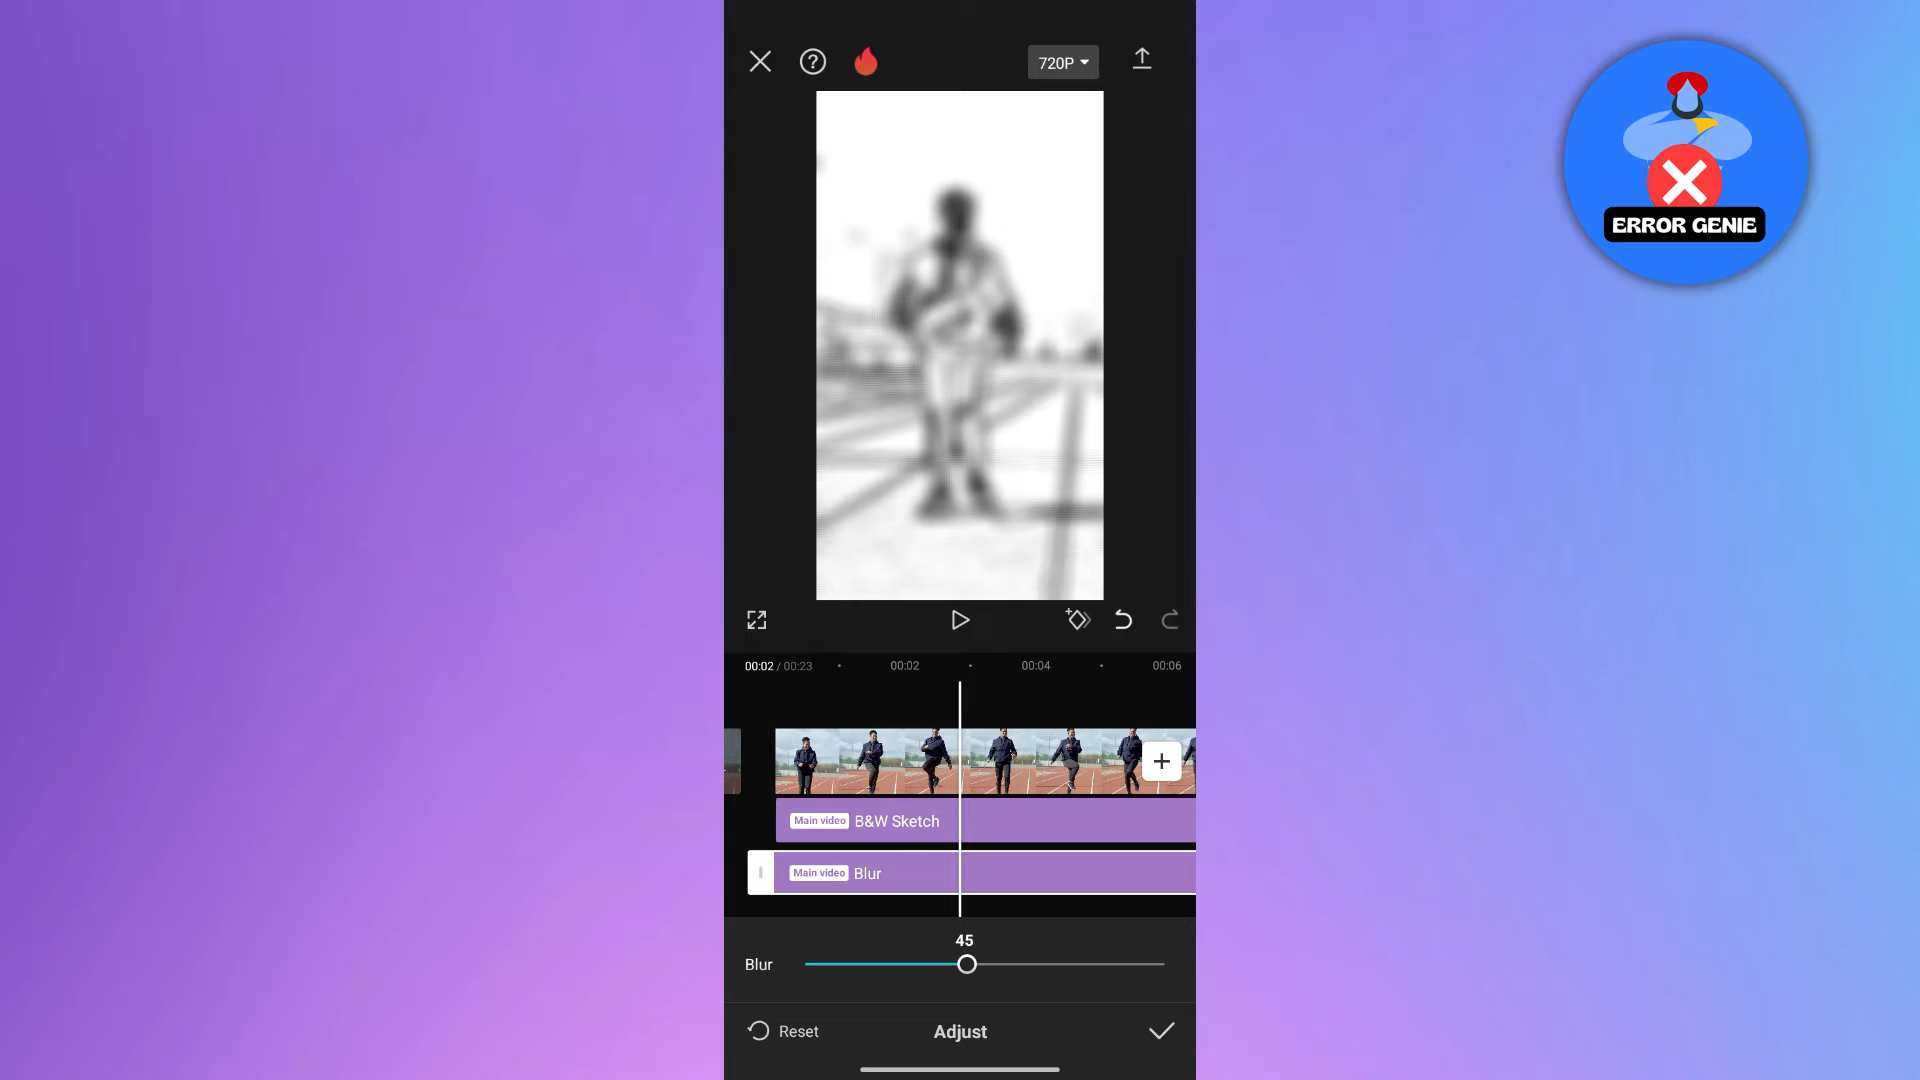 ?
720P
ERROR GENIE
00:02 / 00:23
00:02
00:04
00:06
Main video B&W Sketch
Main video Blur
45
Blur
Reset
Adjust